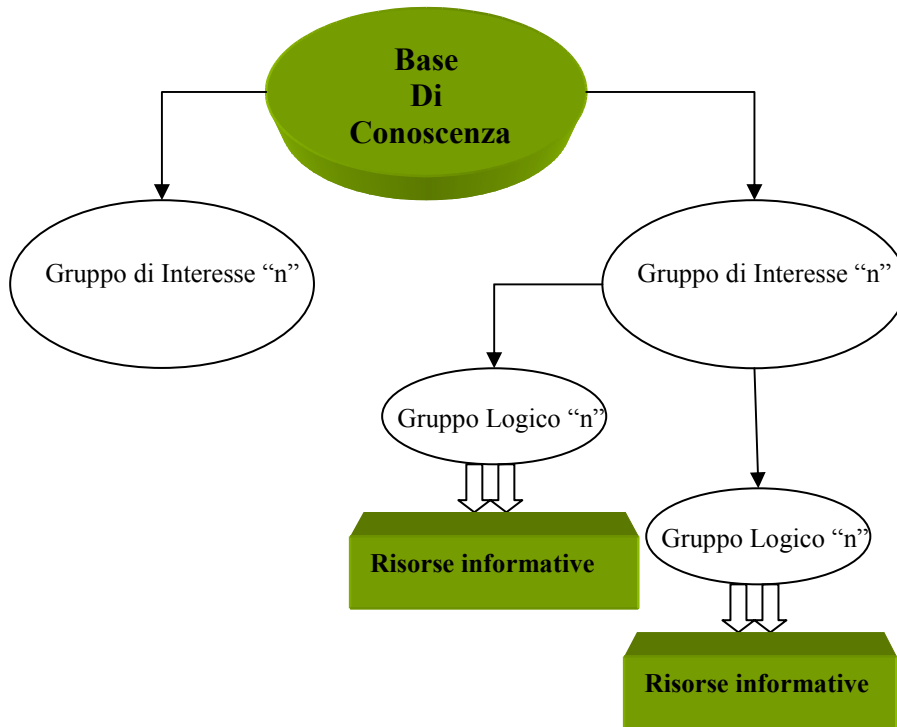 Base
Di
Conoscenza
Gruppo di Interesse “n”
Gruppo di Interesse “n”
Gruppo Logico “n”
Risorse informative
Gruppo Logico “n”
Risorse informative